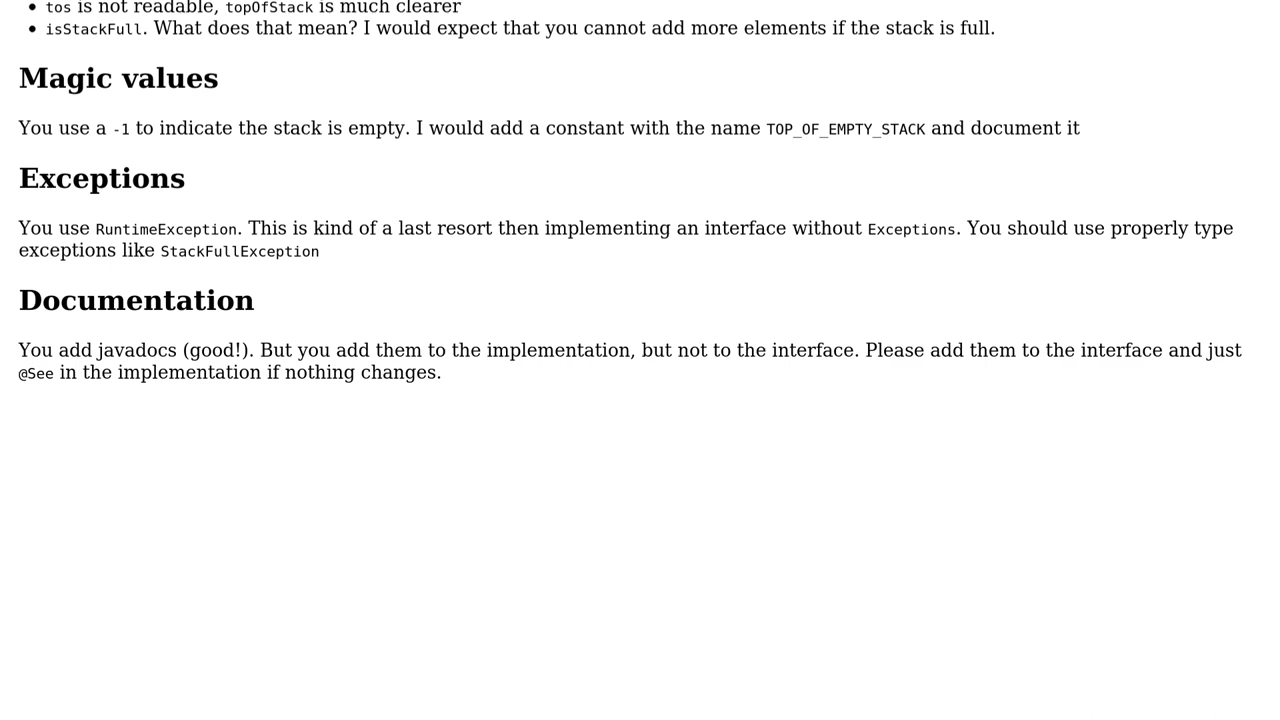 tos is not readable, topOfStack is much clearer
isStackFull. What does that mean? I would expect that you cannot add more elements if the stack is full.
Magic values
You use a -1 to indicate the stack is empty. I would add a constant with the name TOP_OF_EMPTY_STACK and document it
Exceptions
You use RuntimeException. This is kind of a last resort then implementing an interface without Exceptions. You should use properly type
exceptions like StackFullException
Documentation
You add javadocs (good!). But you add them to the implementation, but not to the interface. Please add them to the interface and just
@See in the implementation if nothing changes.